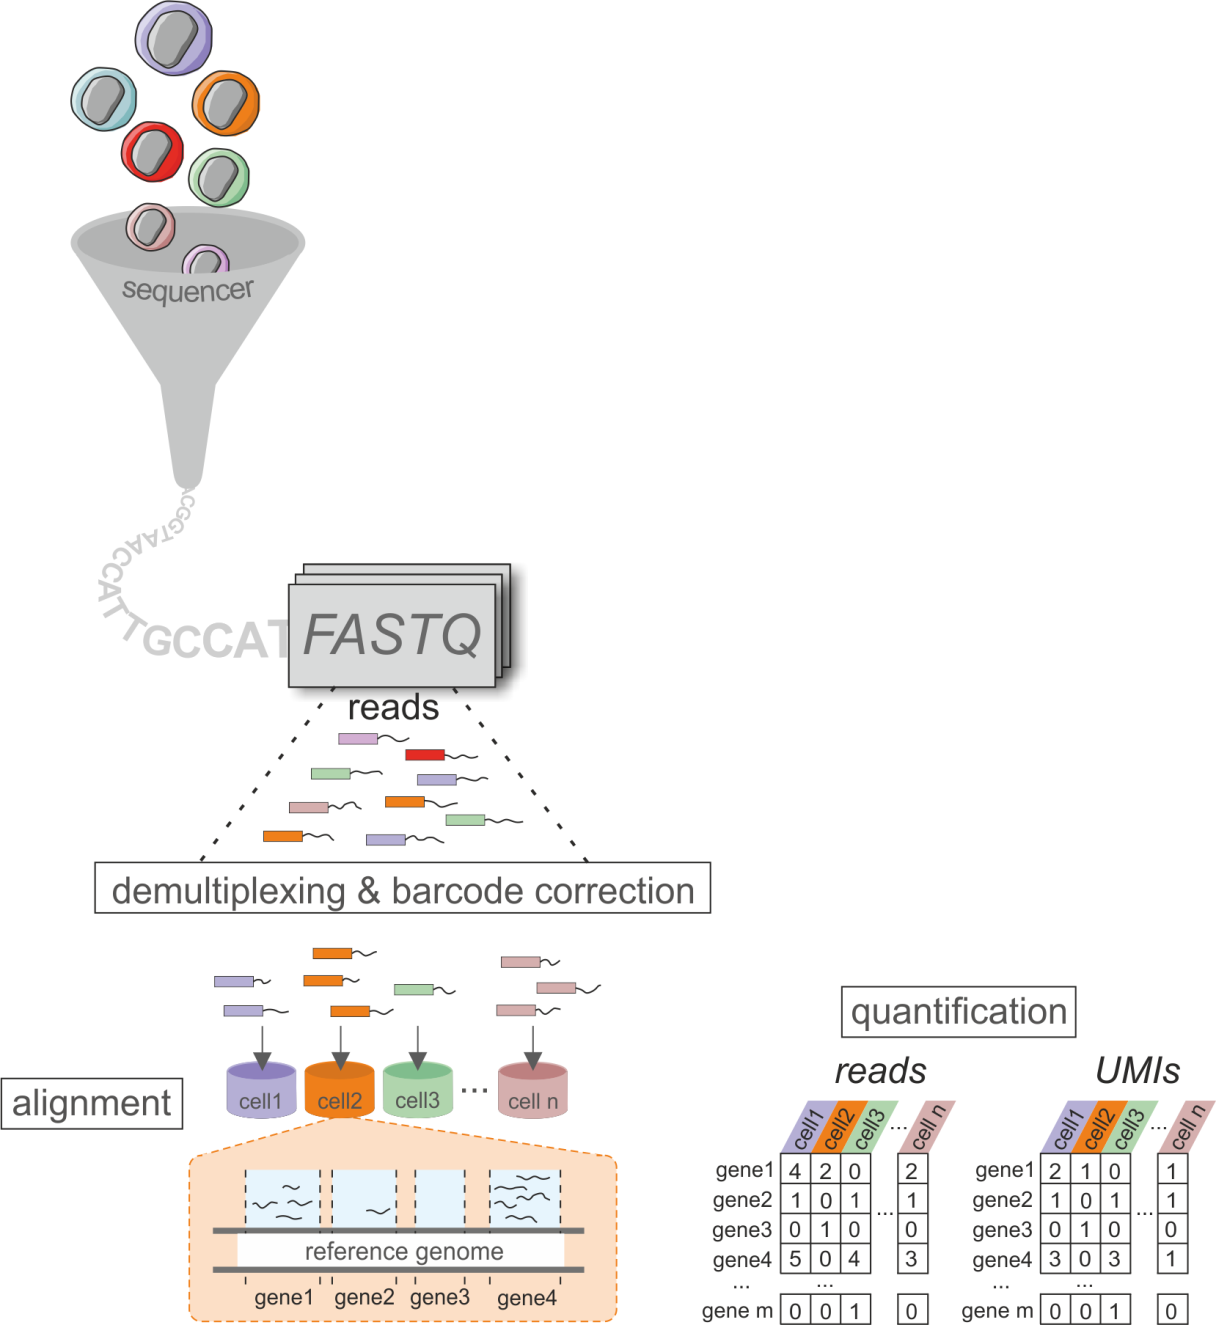 sequencer
CGGTAACCATTGCCAT
FASTQ
reads
demultiplexing & barcode correction
alignment
cell1 cell2 cell3 ... cell n
reference genome
gene1 gene2 gene3 gene4
quantification
reads
cell1 cell2 cell3 ... cell n
gene1 4 2 0 2
gene2 1 0 1 ... 1
gene3 0 1 0 0
gene4 5 0 4 3
... ...
gene m 0 0 1 0
UMIs
cell1 cell2 cell3 ... cell n
gene1 2 1 0 1
gene2 1 0 1 ... 1
gene3 0 1 0 0
gene4 3 0 3 1
... ...
gene m 0 0 1 0